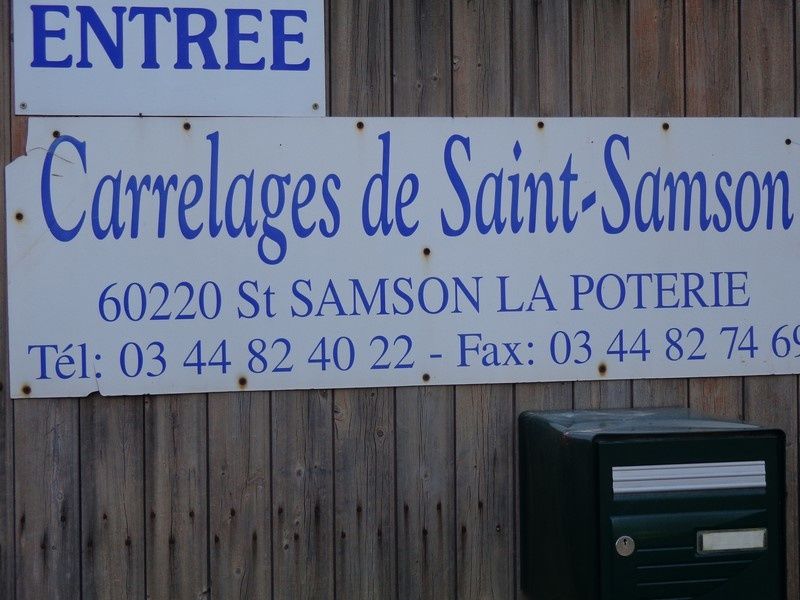 ENTREE
Carrelages de Saint-Samson
60220 St SAMSON LA POTERIE
Tél: 03 44 82 40 22 - Fax: 03 44 82 74 69